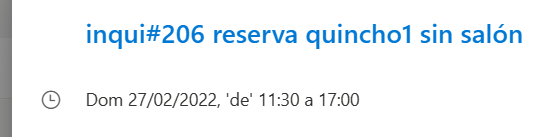 inqui#206 reserva quincho1 sin salón
Dom 27/02/2022, 'de' 11:30 a 17:00